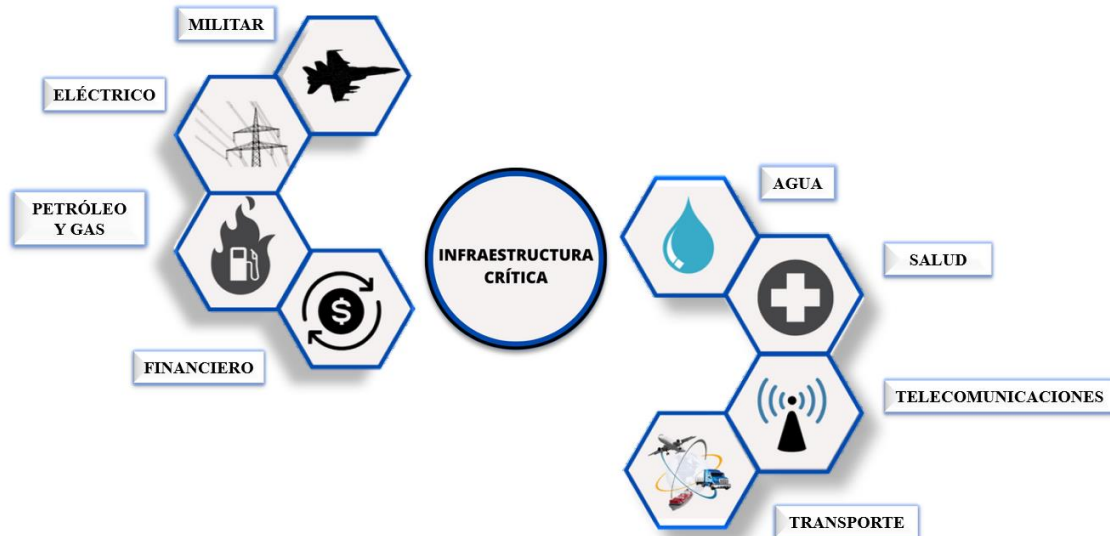 MILITAR
ELÉCTRICO
PETRÓLEO
Y GAS
FINANCIERO
$
INFRAESTRUCTURA
CRÍTICA
AGUA
SALUD
TELECOMUNICACIONES
TRANSPORTE